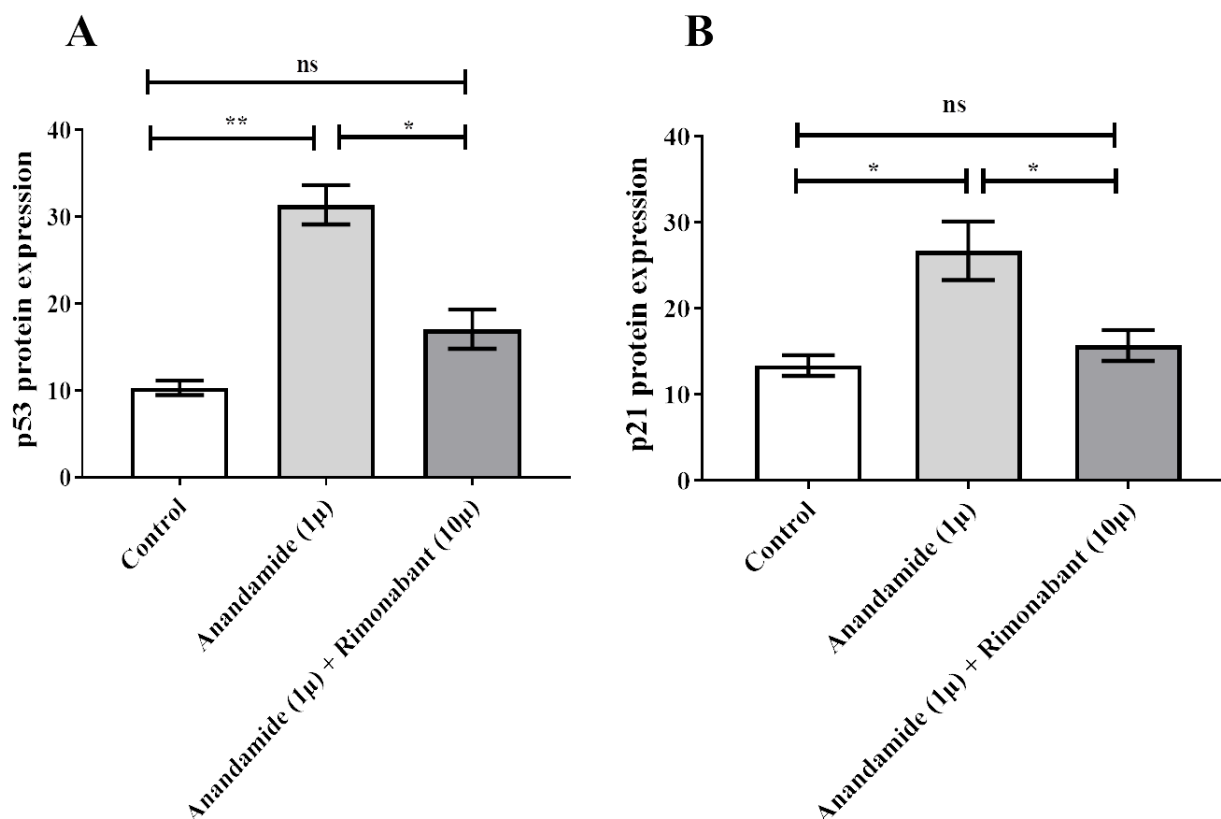 A
ns
**
*
40
30
20
10
0
p53 protein expression
Control
Anandamide (1μ)
Anandamide (1μ) + Rimonabant (10μ)
B
ns
*
*
40
30
20
10
0
p21 protein expression
Control
Anandamide (1μ)
Anandamide (1μ) + Rimonabant (10μ)